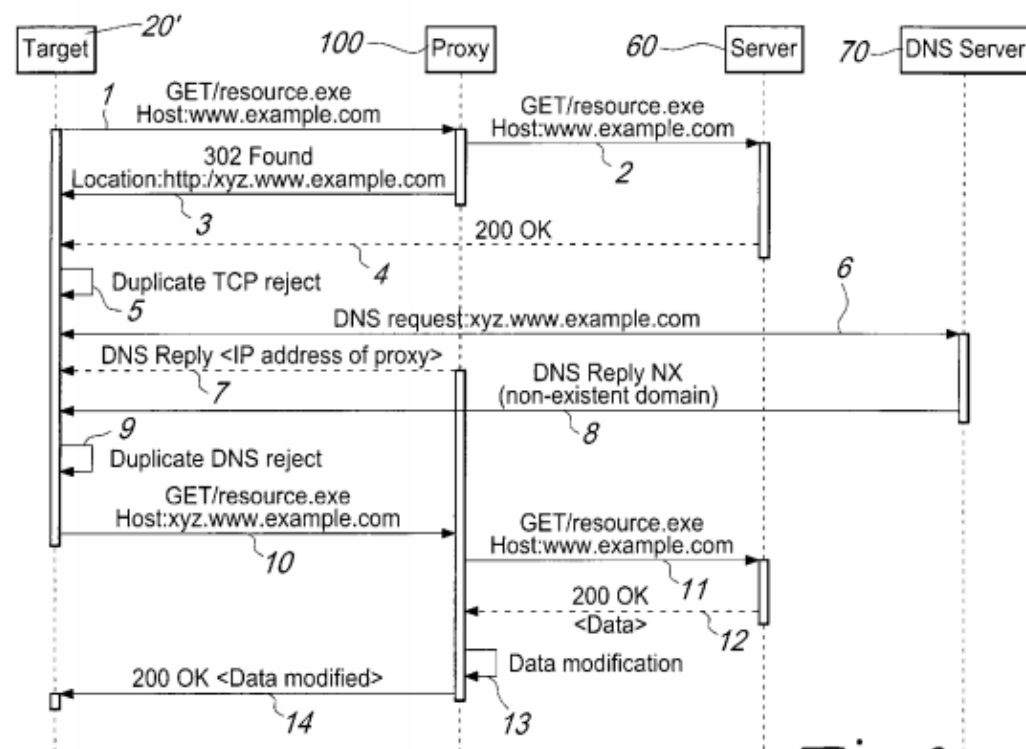 20'
100
60
70
Target
Proxy
Server
DNS Server
1
GET/resource.exe
Host:www.example.com
GET/resource.exe
Host:www.example.com
2
302 Found
Location:http:/xyz.www.example.com
3
200 OK
4
Duplicate TCP reject
5
6
DNS request:xyz.www.example.com
DNS Reply <IP address of proxy>
7
DNS Reply NX
(non-existent domain)
8
9
Duplicate DNS reject
GET/resource.exe
Host:xyz.www.example.com
10
GET/resource.exe
Host:www.example.com
11
200 OK
<Data>
12
Data modification
13
200 OK <Data modified>
14